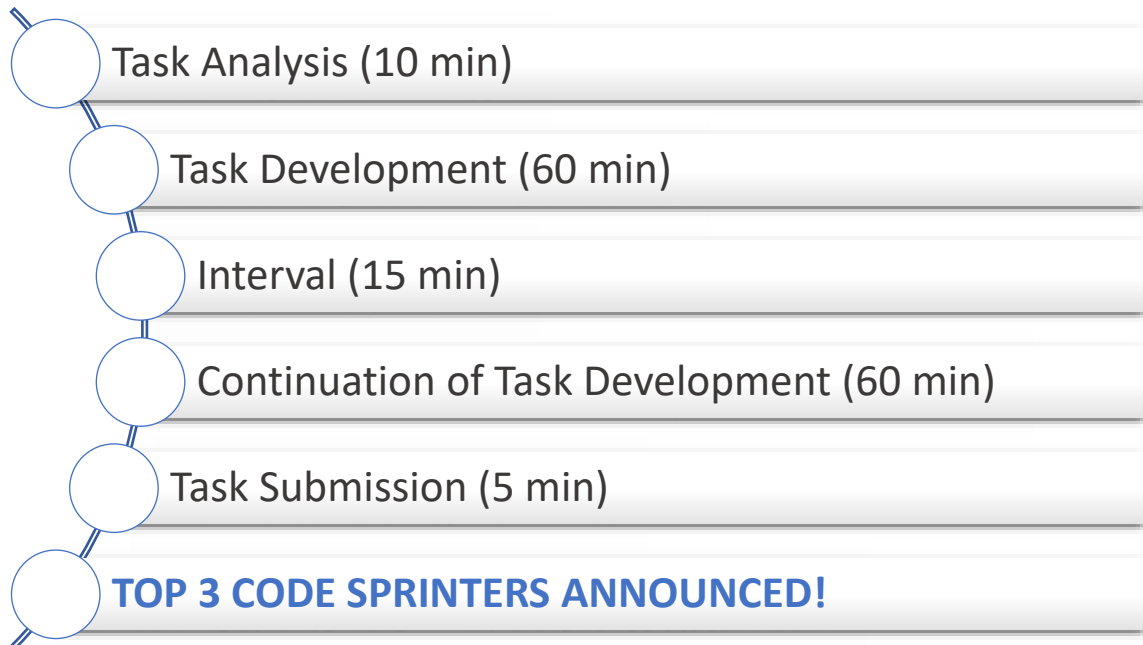 Task Analysis (10 min)
Task Development (60 min)
Interval (15 min)
Continuation of Task Development (60 min)
Task Submission (5 min)
TOP 3 CODE SPRINTERS ANNOUNCED!